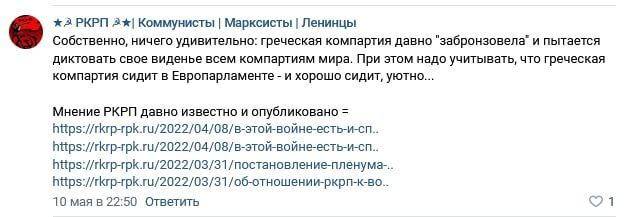 ★☭ РКРП ☭★| Коммунисты | Марксисты | Ленинцы
Собственно, ничего удивительно: греческая компартия давно "забронзовела" и пытается
диктовать свое виденье всем компартиям мира. При этом надо учитывать, что греческая
компартия сидит в Европарламенте - и хорошо сидит, уютно...
Мнение РКРП давно известно и опубликовано =
https://rkrp-rpk.ru/2022/04/08/в-этой-войне-есть-и-сп..
https://rkrp-rpk.ru/2022/04/08/в-этой-войне-есть-и-сп..
https://rkrp-rpk.ru/2022/03/31/постановление-пленума-..
https://rkrp-rpk.ru/2022/03/31/об-отношении-ркрп-к-во..
10 мая в 22:50 Ответить 1